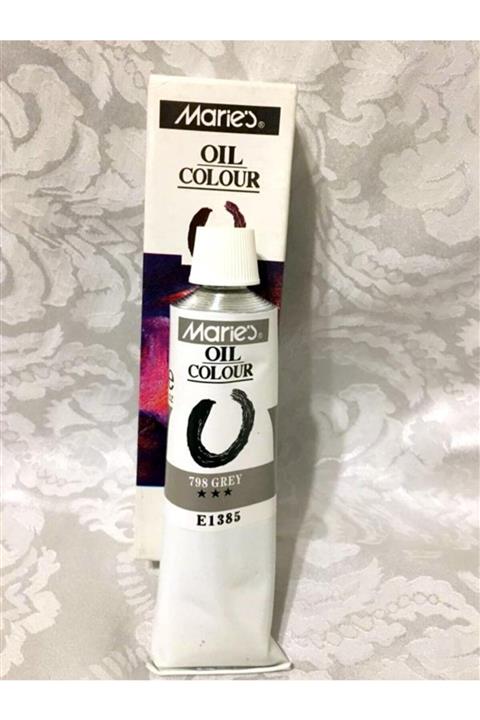 Marie's®
OIL
COLOUR
Marie's®
OIL
COLOUR
798 GREY
★★★
E1385